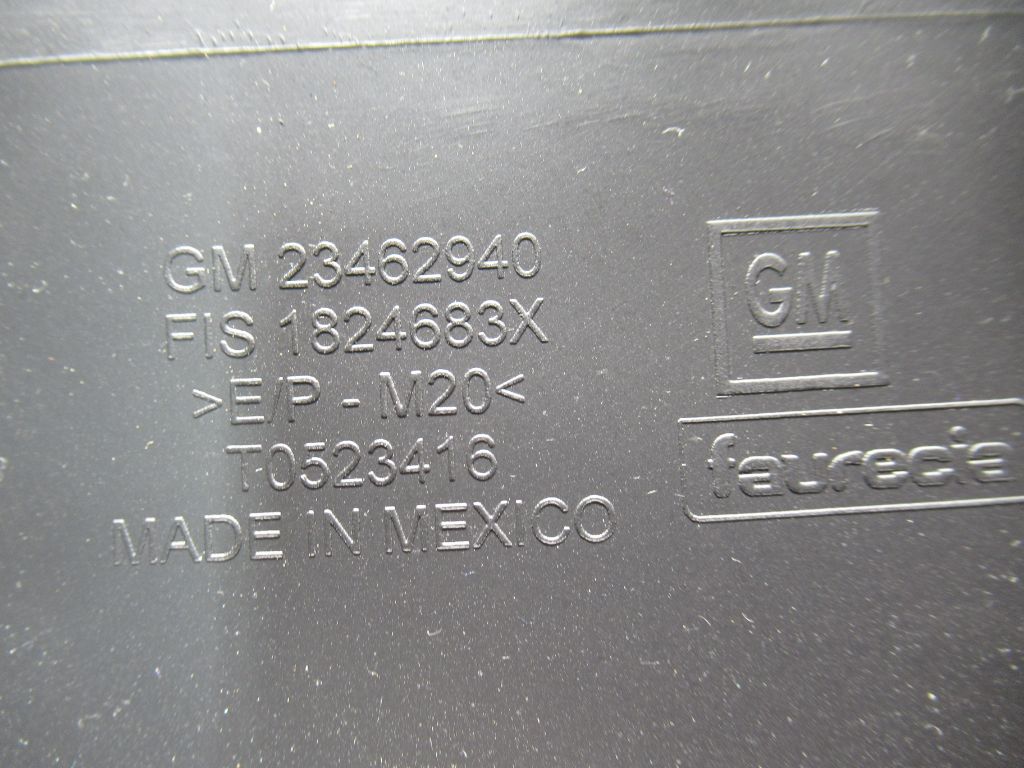 GM 23462940
FIS 1824683X
>E/P - M20<
T0523416
MADE IN MEXICO
GM
faurecia